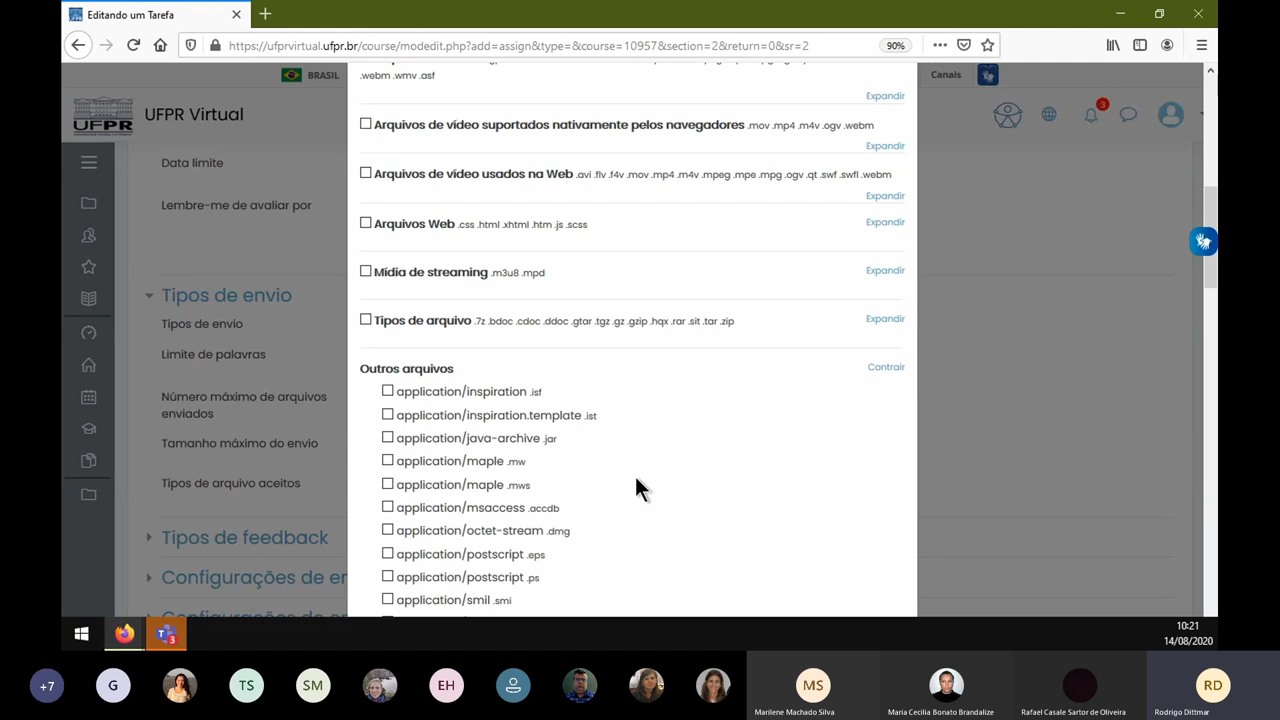 Editando um Tarefa
https://ufprvirtual.ufpr.br/course/modedit.php?add=assign&type=&course=10957&section=2&return=0&sr=2
90%
BRASIL
Canais
UFPR
UFPR Virtual
3
.webm .wmv .asf
Expandir
Arquivos de vídeo suportados nativamente pelos navegadores .mov .mp4 .m4v .ogv .webm
Expandir
Data limite
Arquivos de vídeo usados na Web .avi .flv .f4v .mov .mp4 .m4v .mpeg .mpe .mpg .ogv .qt .swf .swfl .webm
Expandir
Lembre-me de avaliar por
Arquivos Web .css .html .xhtml .htm .js .scss
Expandir
Mídia de streaming .m3u8 .mpd
Expandir
Tipos de envio
Tipos de envio
Tipos de arquivo .7z .bdoc .cdoc .ddoc .gtar .tgz .gz .gzip .hqx .rar .sit .tar .zip
Expandir
Limite de palavras
Outros arquivos
Contrair
Número máximo de arquivos
enviados
application/inspiration .isf
application/inspiration.template .ist
application/java-archive .jar
Tamanho máximo do envio
application/maple .mw
application/maple .mws
Tipos de arquivo aceitos
application/msaccess .accdb
application/octet-stream .dmg
Tipos de feedback
application/postscript .eps
application/postscript .ps
Configurações de en
application/smil .smi
3
10:21
14/08/2020
+7
G
TS
SM
EH
MS
RD
Marilene Machado Silva
Maria Cecilia Bonato Brandalize
Rafael Casale Sartor de Oliveira
Rodrigo Dittmar